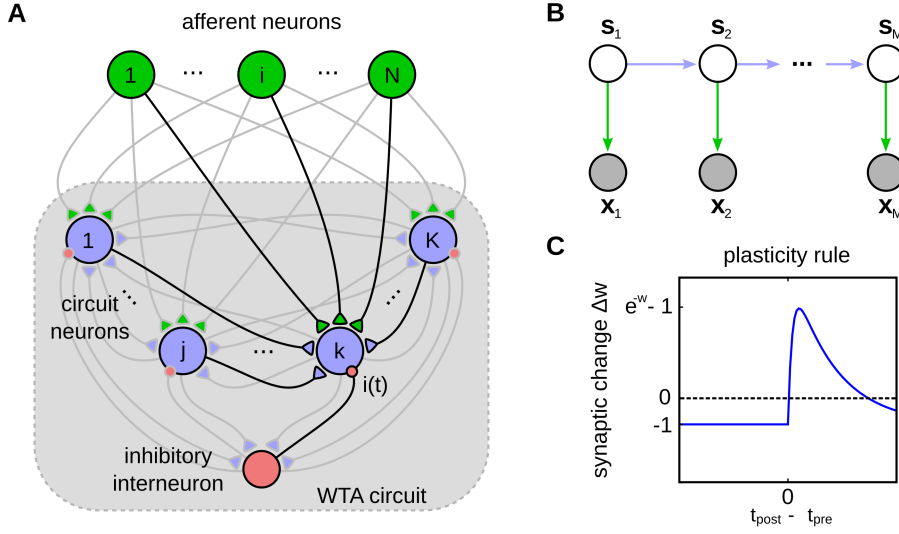 A
afferent neurons
1 ... i ... N
1
K
circuit
neurons
...
...
j ... k
i(t)
inhibitory
interneuron
WTA circuit
B
s1 s2 sM
...
x1 x2 xM
C
plasticity rule
synaptic change Δw
e^-w - 1
0
-1
0
tpost - tpre